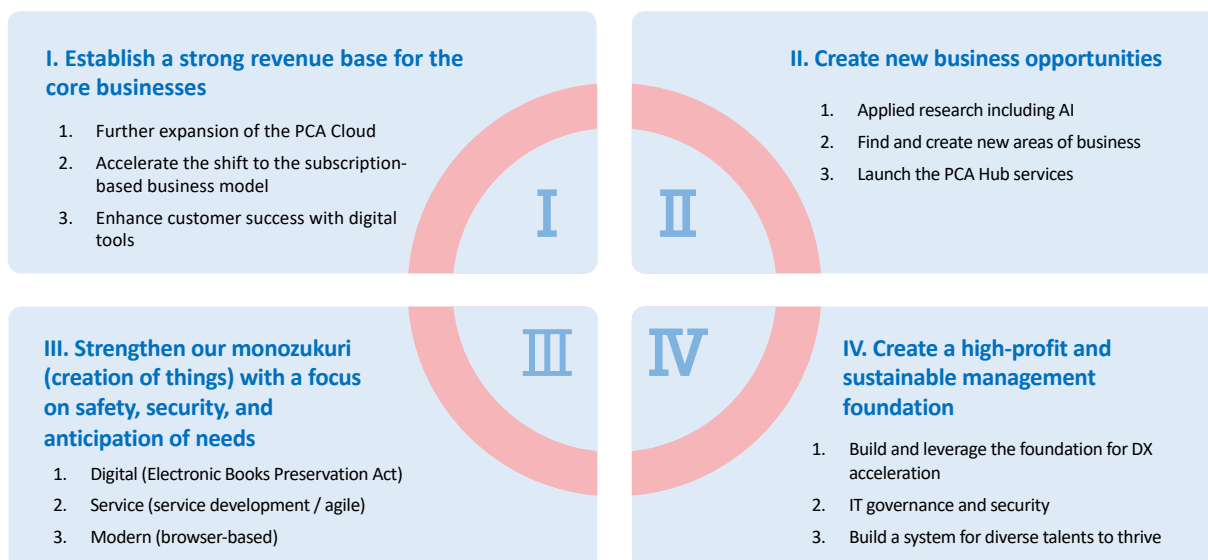 I. Establish a strong revenue base for the
core businesses
1. Further expansion of the PCA Cloud
2. Accelerate the shift to the subscription-
based business model
3. Enhance customer success with digital
tools
I
II. Create new business opportunities
1. Applied research including AI
2. Find and create new areas of business
3. Launch the PCA Hub services
II
III. Strengthen our monozukuri
(creation of things) with a focus
on safety, security, and
anticipation of needs
1. Digital (Electronic Books Preservation Act)
2. Service (service development / agile)
3. Modern (browser-based)
III
IV
IV. Create a high-profit and
sustainable management
foundation
1. Build and leverage the foundation for DX
acceleration
2. IT governance and security
3. Build a system for diverse talents to thrive